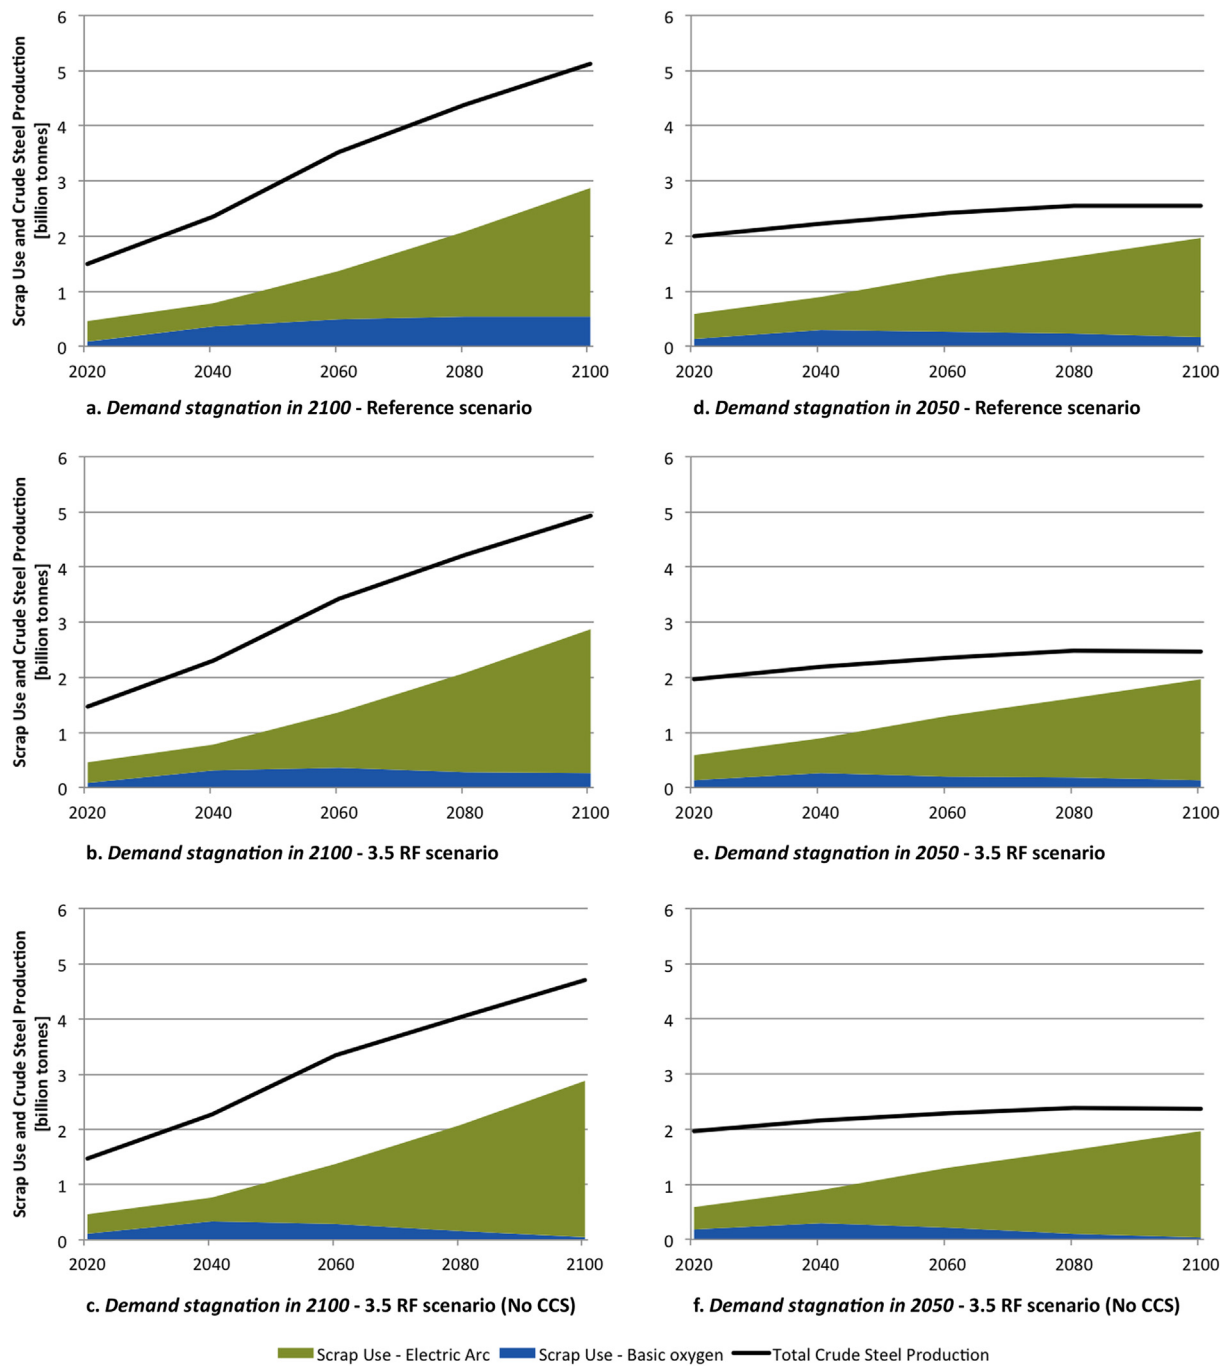 Scrap Use and Crude Steel Production
[billion tonnes]
6
5
4
3
2
1
0
2020 2040 2060 2080 2100
a. Demand stagnation in 2100 - Reference scenario
6
5
4
3
2
1
0
2020 2040 2060 2080 2100
d. Demand stagnation in 2050 - Reference scenario
Scrap Use and Crude Steel Production
[billion tonnes]
6
5
4
3
2
1
0
2020 2040 2060 2080 2100
b. Demand stagnation in 2100 - 3.5 RF scenario
6
5
4
3
2
1
0
2020 2040 2060 2080 2100
e. Demand stagnation in 2050 - 3.5 RF scenario
Scrap Use and Crude Steel Production
[billion tonnes]
6
5
4
3
2
1
0
2020 2040 2060 2080 2100
c. Demand stagnation in 2100 - 3.5 RF scenario (No CCS)
6
5
4
3
2
1
0
2020 2040 2060 2080 2100
f. Demand stagnation in 2050 - 3.5 RF scenario (No CCS)
Scrap Use - Electric Arc Scrap Use - Basic oxygen Total Crude Steel Production